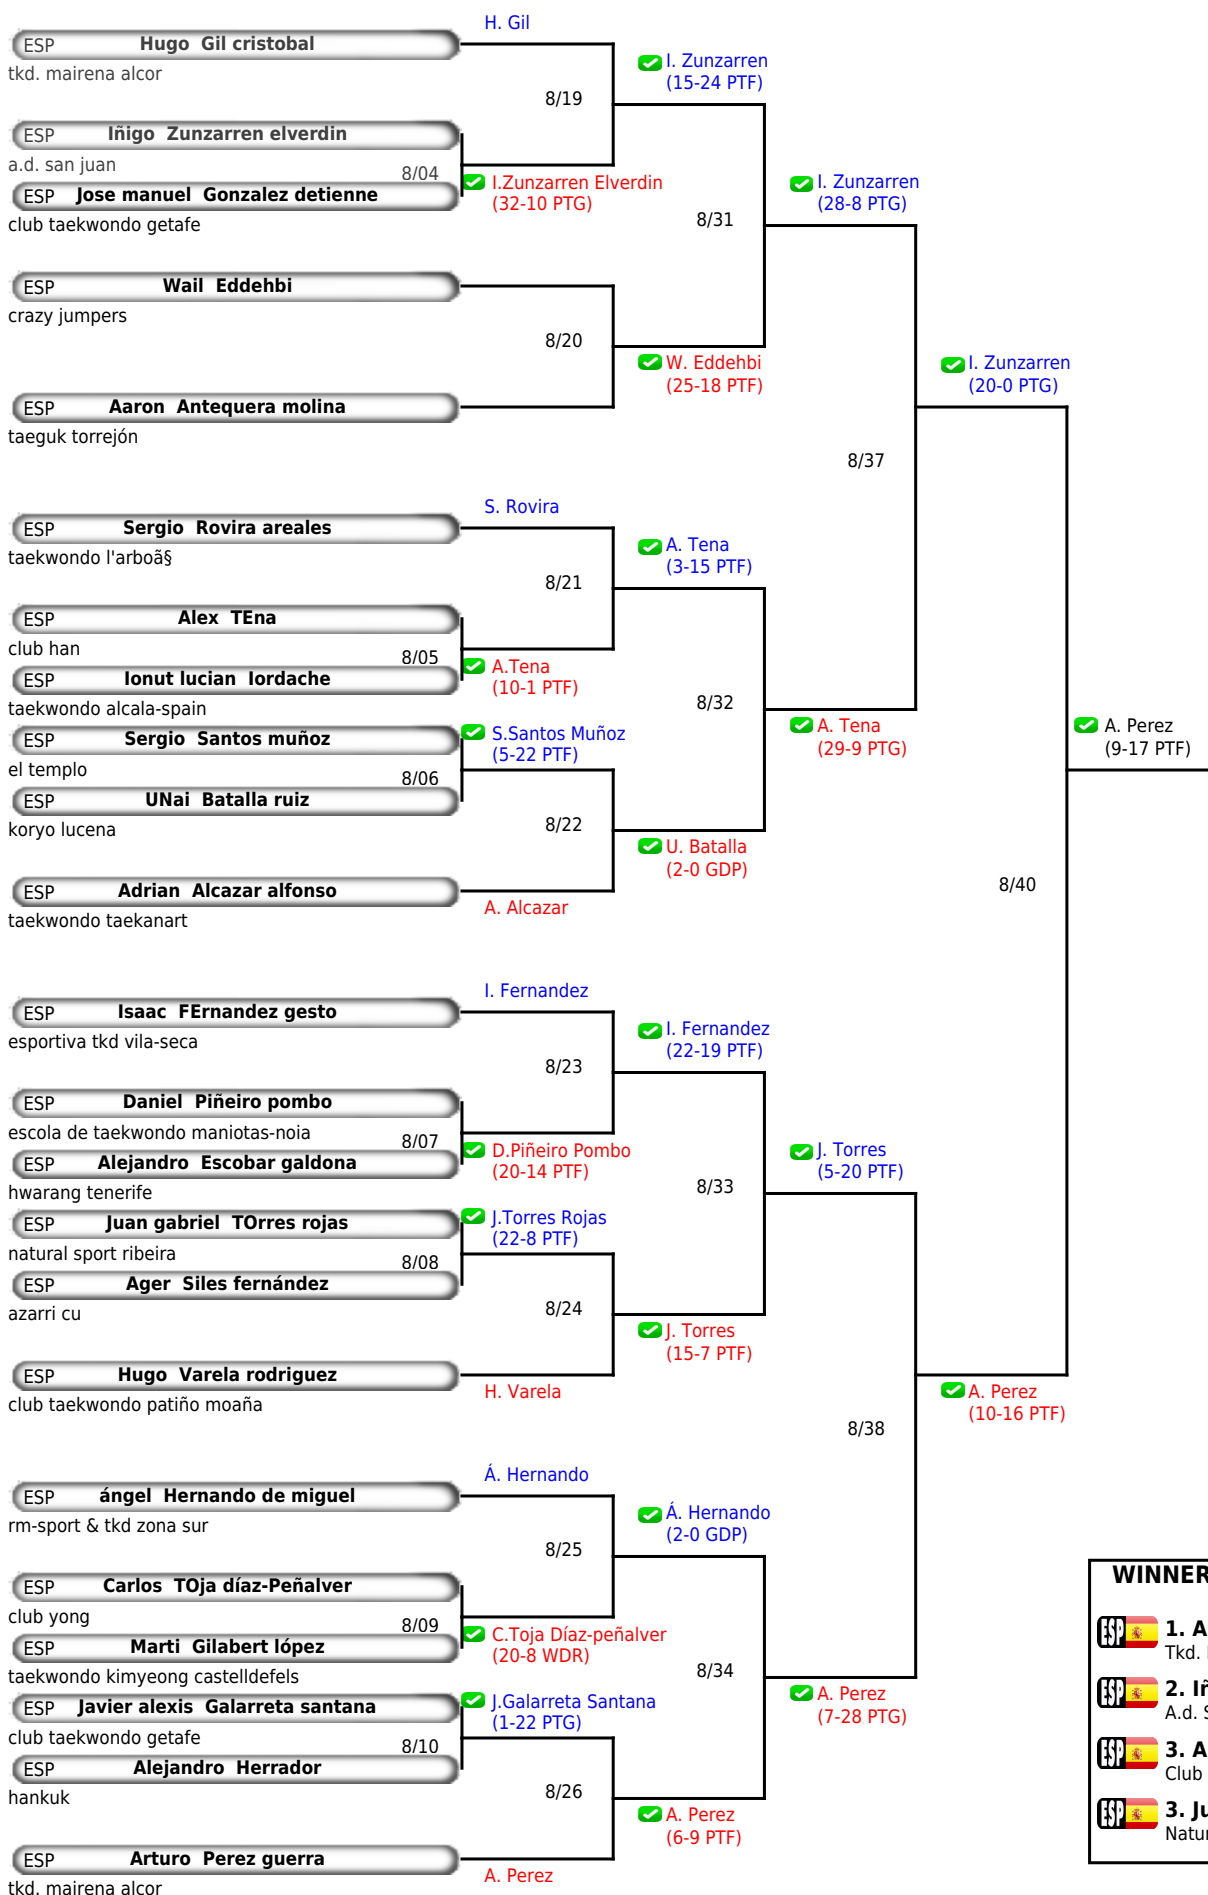 H. Gil
ESP Hugo Gil cristobal
tkd. mairena alcor
I. Zunzarren
(15-24 PTF)
8/19
ESP Iñigo Zunzarren elverdin
a.d. san juan
8/04
ESP Jose manuel Gonzalez detienne
club taekwondo getafe
I.Zunzarren Elverdin
(32-10 PTG)
I. Zunzarren
(28-8 PTG)
8/31
ESP Wail Eddehbi
crazy jumpers
8/20
W. Eddehbi
(25-18 PTF)
I. Zunzarren
(20-0 PTG)
ESP Aaron Antequera molina
taeguk torrejón
8/37
S. Rovira
ESP Sergio Rovira areales
taekwondo l'arboã§
A. Tena
(3-15 PTF)
8/21
ESP Alex TEna
club han
8/05
ESP Ionut lucian Iordache
taekwondo alcala-spain
A.Tena
(10-1 PTF)
8/32
ESP Sergio Santos muñoz
el templo
S.Santos Muñoz
(5-22 PTF)
A. Tena
(29-9 PTG)
A. Perez
(9-17 PTF)
8/06
ESP UNai Batalla ruiz
koryo lucena
8/22
U. Batalla
(2-0 GDP)
ESP Adrian Alcazar alfonso
taekwondo taekanart
A. Alcazar
8/40
I. Fernandez
ESP Isaac FErnandez gesto
esportiva tkd vila-seca
I. Fernandez
(22-19 PTF)
8/23
ESP Daniel Piñeiro pombo
escola de taekwondo maniotas-noia
8/07
ESP Alejandro Escobar galdona
hwarang tenerife
D.Piñeiro Pombo
(20-14 PTF)
J. Torres
(5-20 PTF)
8/33
ESP Juan gabriel TOrres rojas
natural sport ribeira
J.Torres Rojas
(22-8 PTF)
8/08
ESP Ager Siles fernández
azarri cu
8/24
J. Torres
(15-7 PTF)
ESP Hugo Varela rodriguez
club taekwondo patiño moaña
H. Varela
A. Perez
(10-16 PTF)
8/38
Á. Hernando
ESP ángel Hernando de miguel
rm-sport & tkd zona sur
Á. Hernando
(2-0 GDP)
8/25
ESP Carlos TOja díaz-Peñalver
club yong
8/09
ESP Marti Gilabert lópez
taekwondo kimyeong castelldefels
C.Toja Díaz-peñalver
(20-8 WDR)
8/34
ESP Javier alexis Galarreta santana
club taekwondo getafe
J.Galarreta Santana
(1-22 PTG)
A. Perez
(7-28 PTG)
8/10
ESP Alejandro Herrador
hankuk
8/26
A. Perez
(6-9 PTF)
ESP Arturo Perez guerra
tkd. mairena alcor
A. Perez
WINNER
ESP 1. A
Tkd.
ESP 2. Iñ
A.d. S
ESP 3. A
Club
ESP 3. Ju
Natur